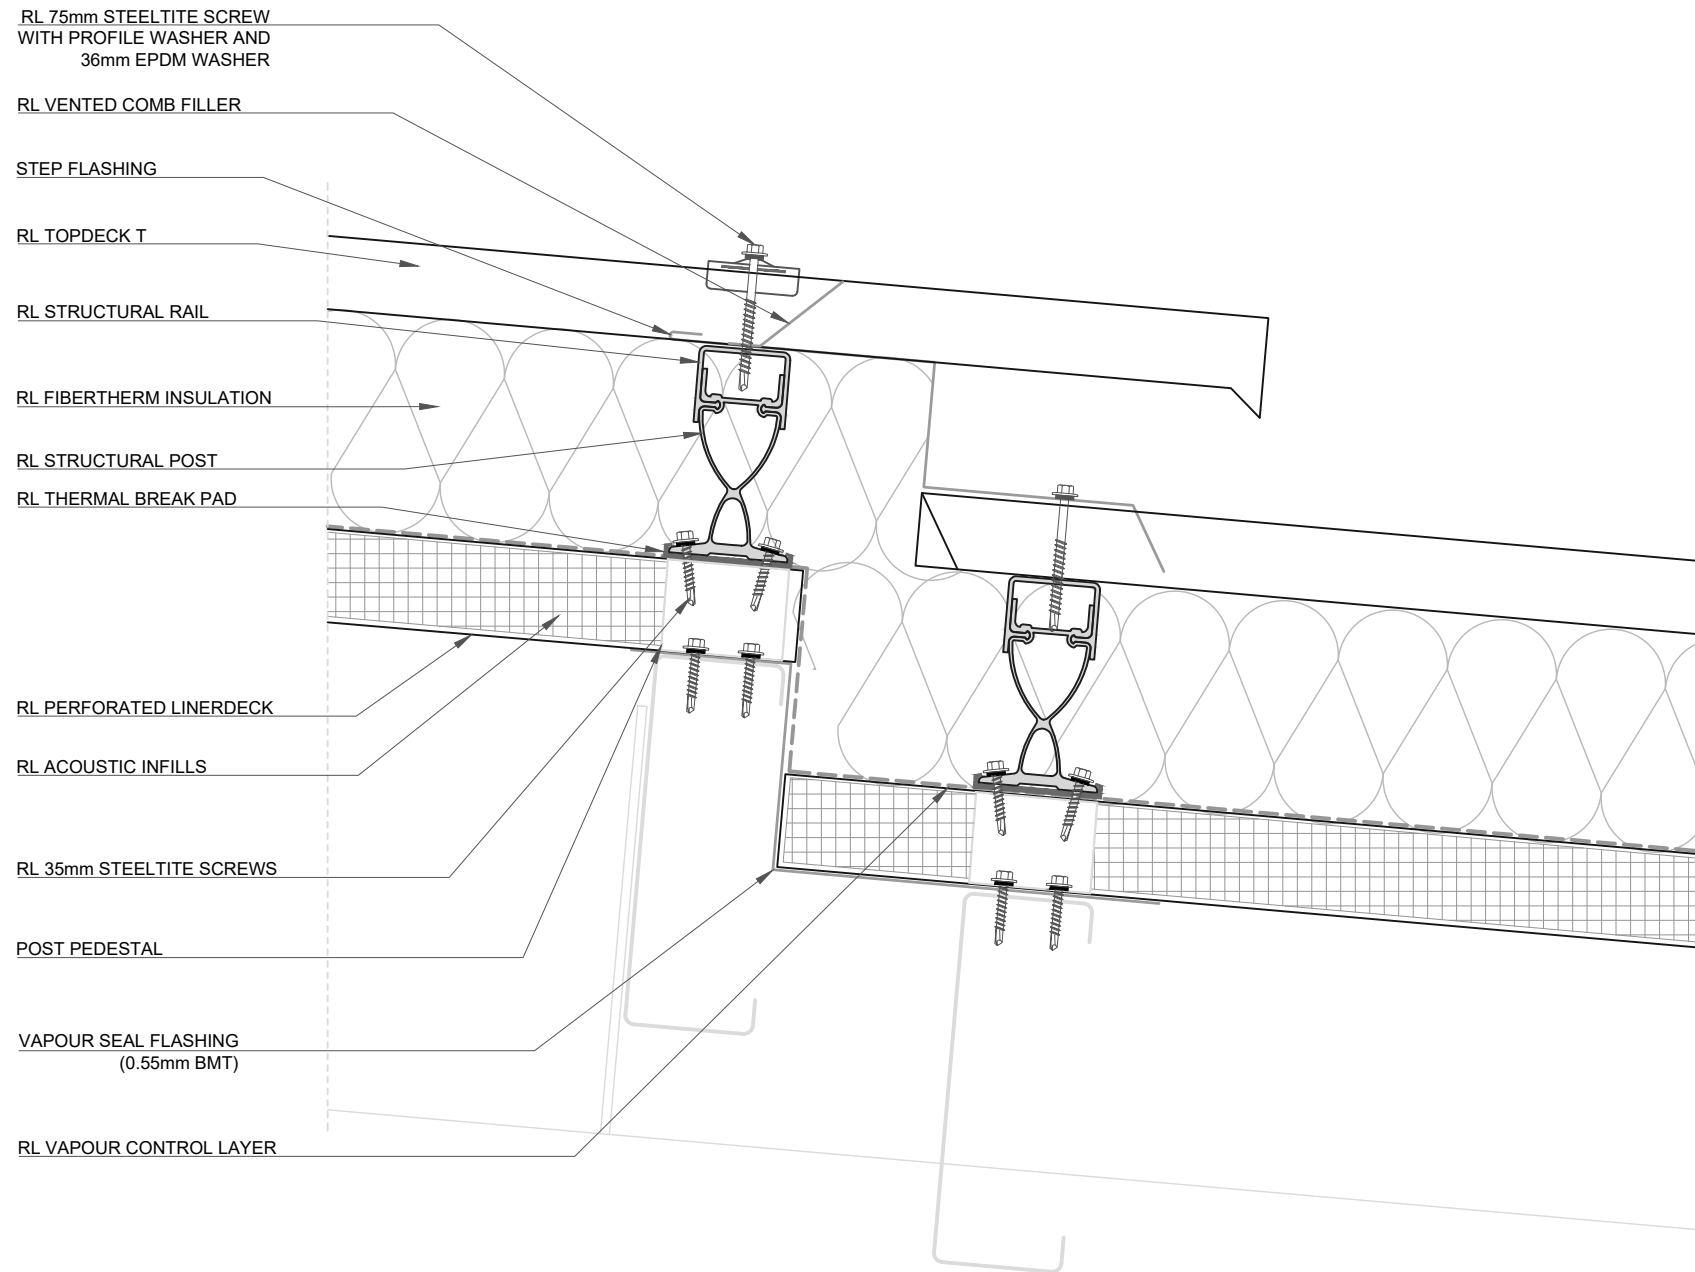 RL 75mm STEELTITE SCREW
WITH PROFILE WASHER AND
36mm EPDM WASHER
RL VENTED COMB FILLER
STEP FLASHING
RL TOPDECK T
RL STRUCTURAL RAIL
RL FIBERTHERM INSULATION
RL STRUCTURAL POST
RL THERMAL BREAK PAD
RL PERFORATED LINERDECK
RL ACOUSTIC INFILLS
RL 35mm STEELTITE SCREWS
POST PEDESTAL
VAPOUR SEAL FLASHING
(0.55mm BMT)
RL VAPOUR CONTROL LAYER